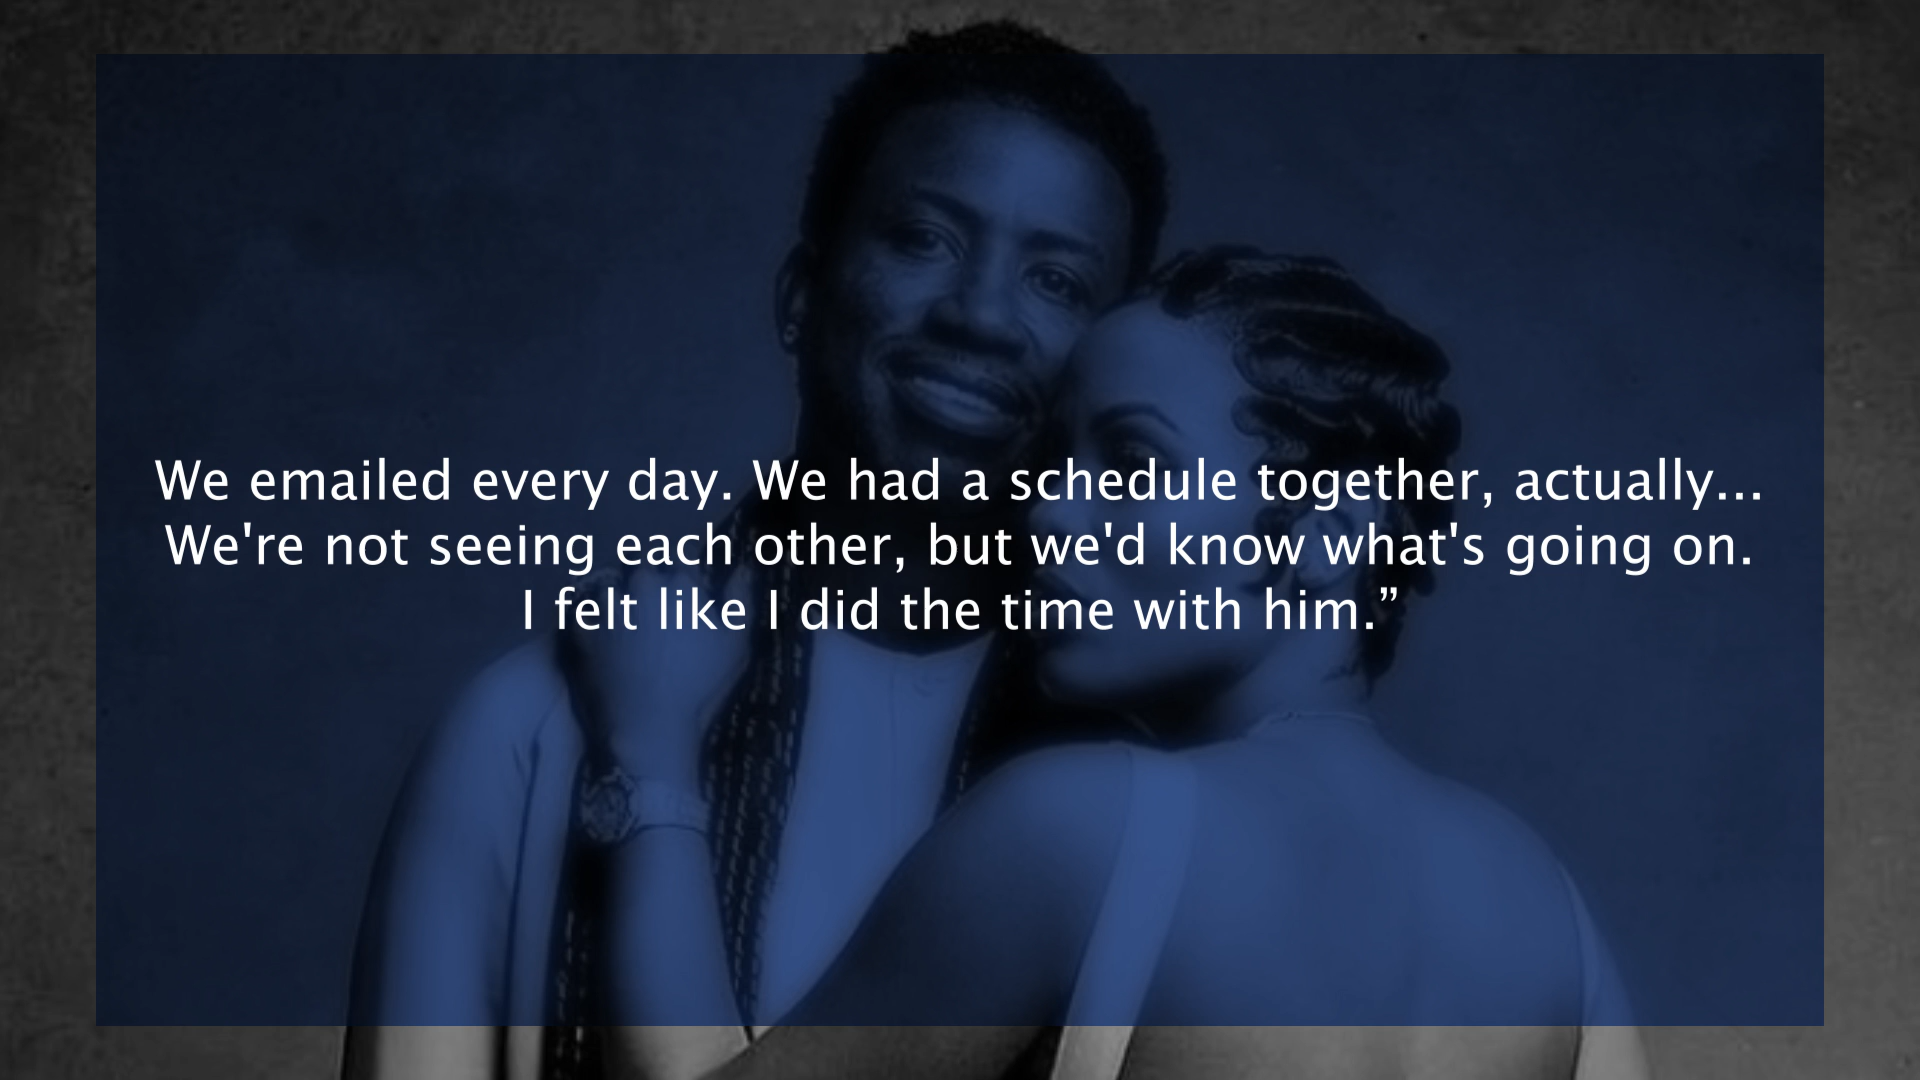 We emailed every day. We had a schedule together, actually...
We're not seeing each other, but we'd know what's going on.
I felt like I did the time with him.”